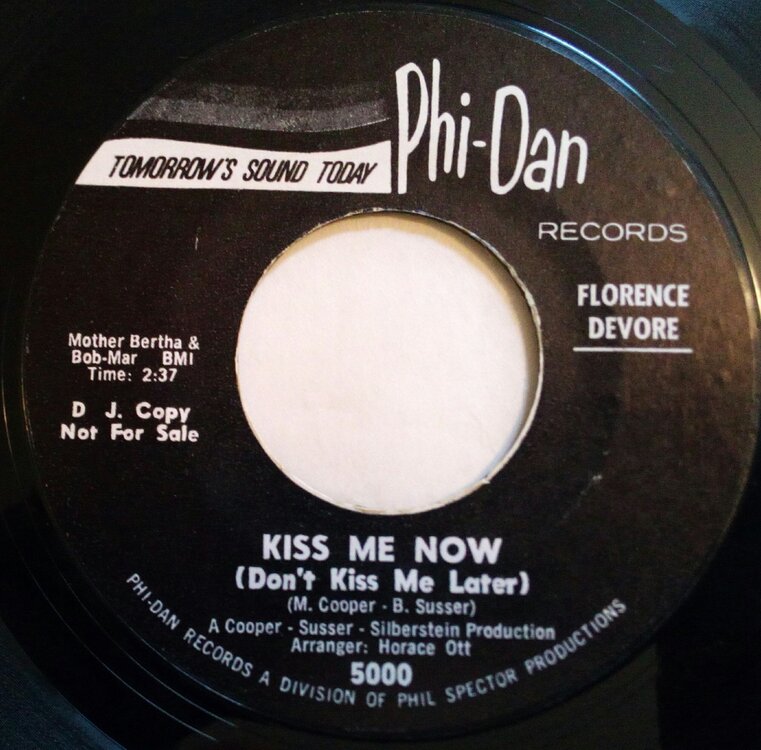 Phi-Dan
TOMORROW'S SOUND TODAY
RECORDS
FLORENCE
DEVORE
Mother Bertha &
Bob-Mar BMI
Time: 2:37
D J. Copy
Not For Sale
KISS ME NOW
(Don't Kiss Me Later)
(M. Cooper - B. Susser)
A Cooper - Susser - Silberstein Production
Arranger: Horace Ott
5000
PHI-DAN RECORDS A DIVISION OF PHIL SPECTOR PRODUCTIONS